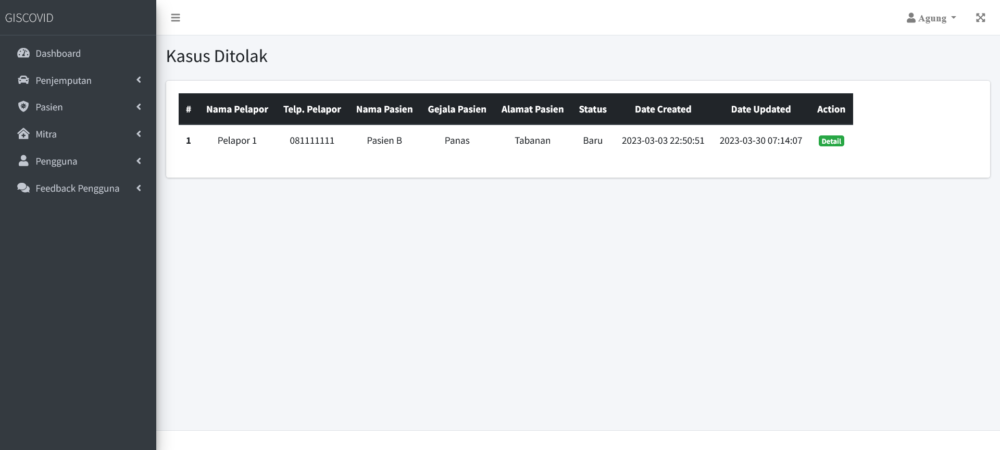 GISCOVID
Agung
Dashboard
Penjemputan
Pasien
Mitra
Pengguna
Feedback Pengguna
Kasus Ditolak
# Nama Pelapor Telp. Pelapor Nama Pasien Gejala Pasien Alamat Pasien Status Date Created Date Updated Action
1 Pelapor 1 081111111 Pasien B Panas Tabanan Baru 2023-03-03 22:50:51 2023-03-30 07:14:07 Detail